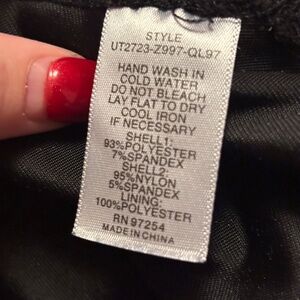 STYLE
UT2723-Z997-QL97
HAND WASH IN
COLD WATER
DO NOT BLEACH
LAY FLAT TO DRY
COOL IRON
IF NECESSARY
SHELL1:
93%POLYESTER
7%SPANDEX
SHELL2:
95%NYLON
5%SPANDEX
LINING:
100%POLYESTER
RN 97254
MADE IN CHINA